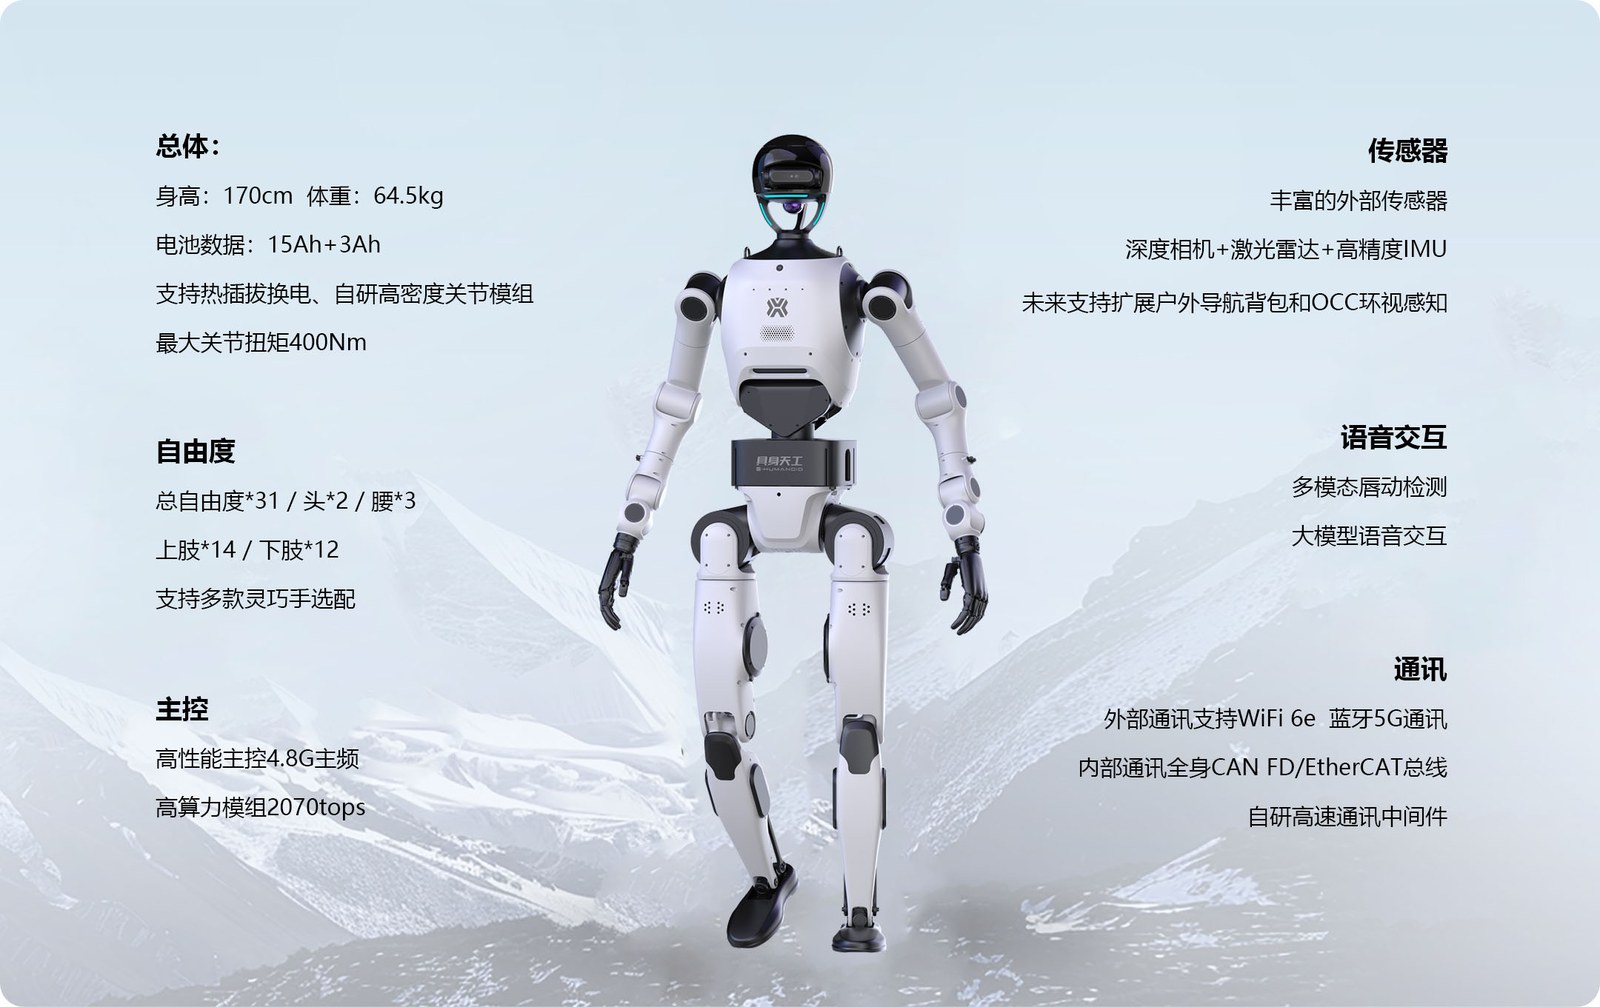 总体：
身高：170cm 体重：64.5kg
电池数据：15Ah+3Ah
支持热插拔换电、自研高密度关节模组
最大关节扭矩400Nm
自由度
总自由度*31 / 头*2 / 腰*3
上肢*14 / 下肢*12
支持多款灵巧手选配
主控
高性能主控4.8G主频
高算力模组2070tops
具身天工
传感器
丰富的外部传感器
深度相机+激光雷达+高精度IMU
未来支持扩展户外导航背包和OCC环视感知
语音交互
多模态唇动检测
大模型语音交互
通讯
外部通讯支持WiFi 6e 蓝牙5G通讯
内部通讯全身CAN FD/EtherCAT总线
自研高速通讯中间件